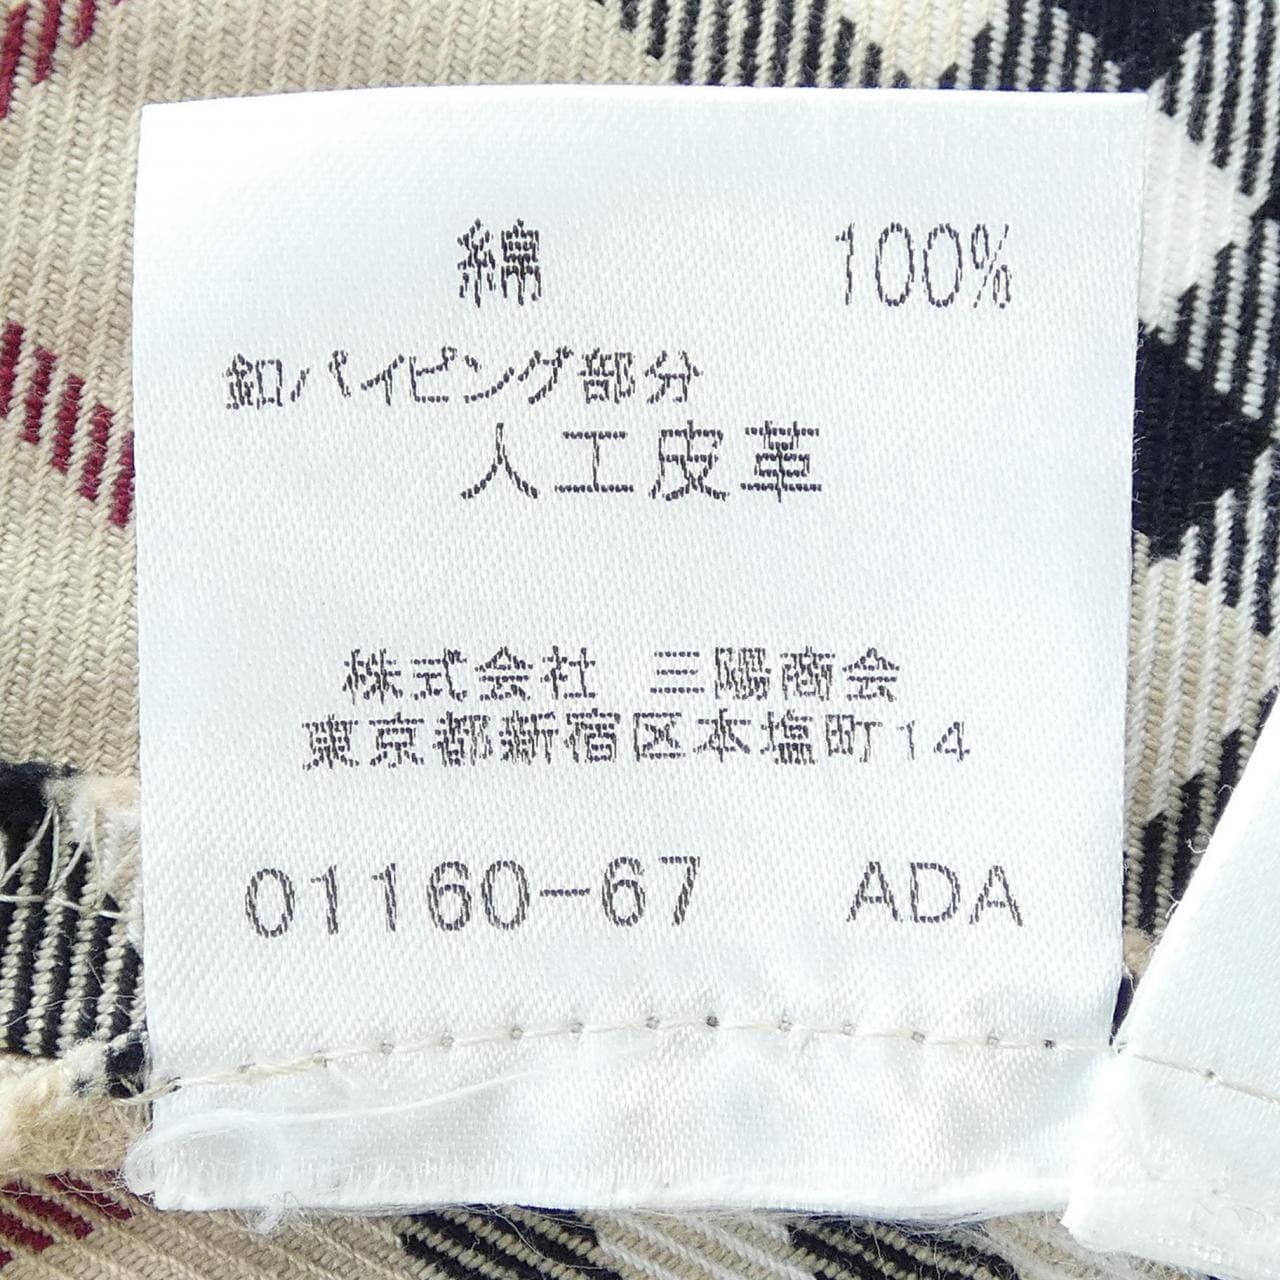 綿 100%
釦パイピング部分
人工皮革
株式会社 三陽商会
東京都新宿区本塩町14
01160-67 ADA